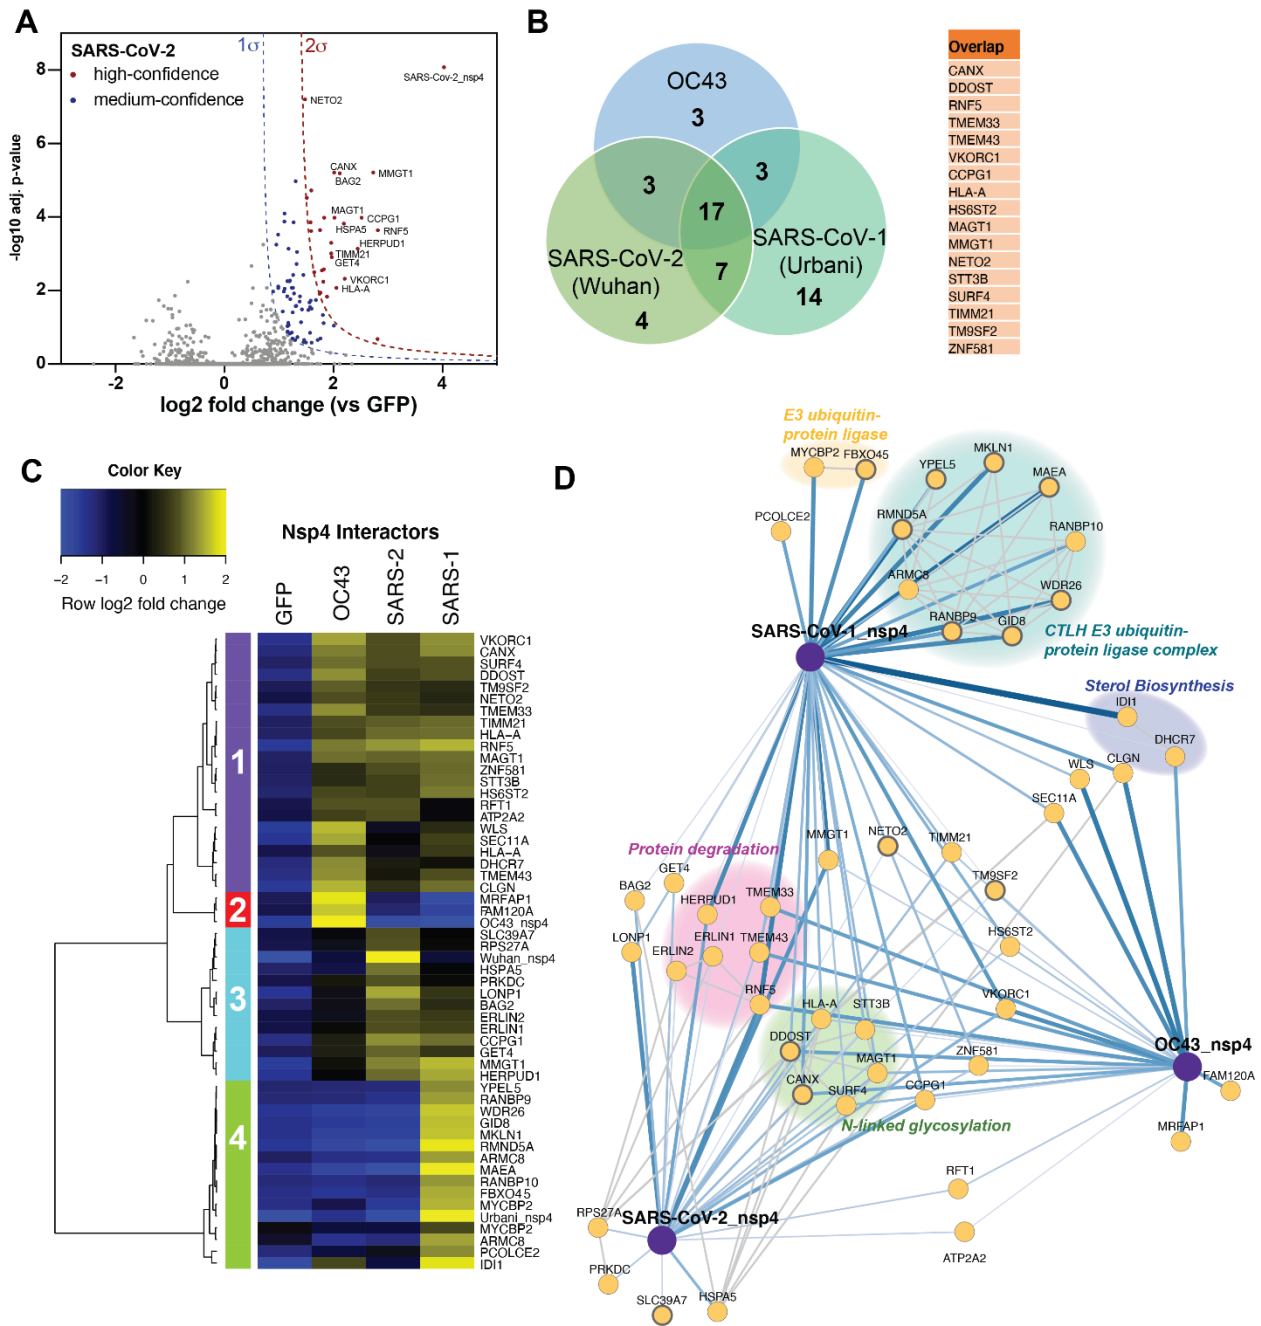 A
SARS-CoV-2
high-confidence
medium-confidence
1σ
2σ
SARS-Cov-2_nsp4
NETO2
CANX
BAG2
MMGT1
MAGT1
CCPG1
HSPA5
RNF5
HERPUD1
TIMM21
GET4
VKORC1
HLA-A
8
6
4
2
0
-2
0
2
4
-log10 adj. p-value
log2 fold change (vs GFP)
B
OC43
3
3
3
17
SARS-CoV-2
(Wuhan)
4
7
SARS-CoV-1
(Urbani)
14
Overlap
CANX
DDOST
RNF5
TMEM33
TMEM43
VKORC1
CCPG1
HLA-A
HS6ST2
MAGT1
MMGT1
NETO2
STT3B
SURF4
TIMM21
TM9SF2
ZNF581
C
Color Key
−2
−1
0
1
2
Row log2 fold change
Nsp4 Interactors
GFP
OC43
SARS-2
SARS-1
1
2
3
4
VKORC1
CANX
SURF4
DDOST
TM9SF2
NETO2
TMEM33
TIMM21
HLA−A
RNF5
MAGT1
ZNF581
STT3B
HS6ST2
RFT1
ATP2A2
WLS
SEC11A
HLA−A
DHCR7
TMEM43
CLGN
MRFAP1
FAM120A
OC43_nsp4
SLC39A7
RPS27A
Wuhan_nsp4
HSPA5
PRKDC
LONP1
BAG2
ERLIN2
ERLIN1
CCPG1
GET4
MMGT1
HERPUD1
YPEL5
RANBP9
WDR26
GID8
MKLN1
RMND5A
ARMC8
MAEA
RANBP10
FBXO45
MYCBP2
Urbani_nsp4
MYCBP2
ARMC8
PCOLCE2
IDI1
D
E3 ubiquitin-
protein ligase
MYCBP2
FBXO45
YPEL5
MKLN1
MAEA
PCOLCE2
RMND5A
RANBP10
ARMC8
WDR26
RANBP9
GID8
SARS-CoV-1_nsp4
CTLH E3 ubiquitin-
protein ligase complex
Sterol Biosynthesis
IDI1
DHCR7
WLS
CLGN
SEC11A
MMGT1
NETO2
TIMM21
Protein degradation
GET4
BAG2
HERPUD1
TMEM33
TM9SF2
LONP1
ERLIN2
ERLIN1
TMEM43
HS6ST2
RNF5
HLA-A
STT3B
VKORC1
DDOST
MAGT1
ZNF581
OC43_nsp4
CANX
SURF4
CCPG1
FAM120A
N-linked glycosylation
MRFAP1
RFT1
RPS27A
SARS-CoV-2_nsp4
ATP2A2
PRKDC
SLC39A7
HSPA5